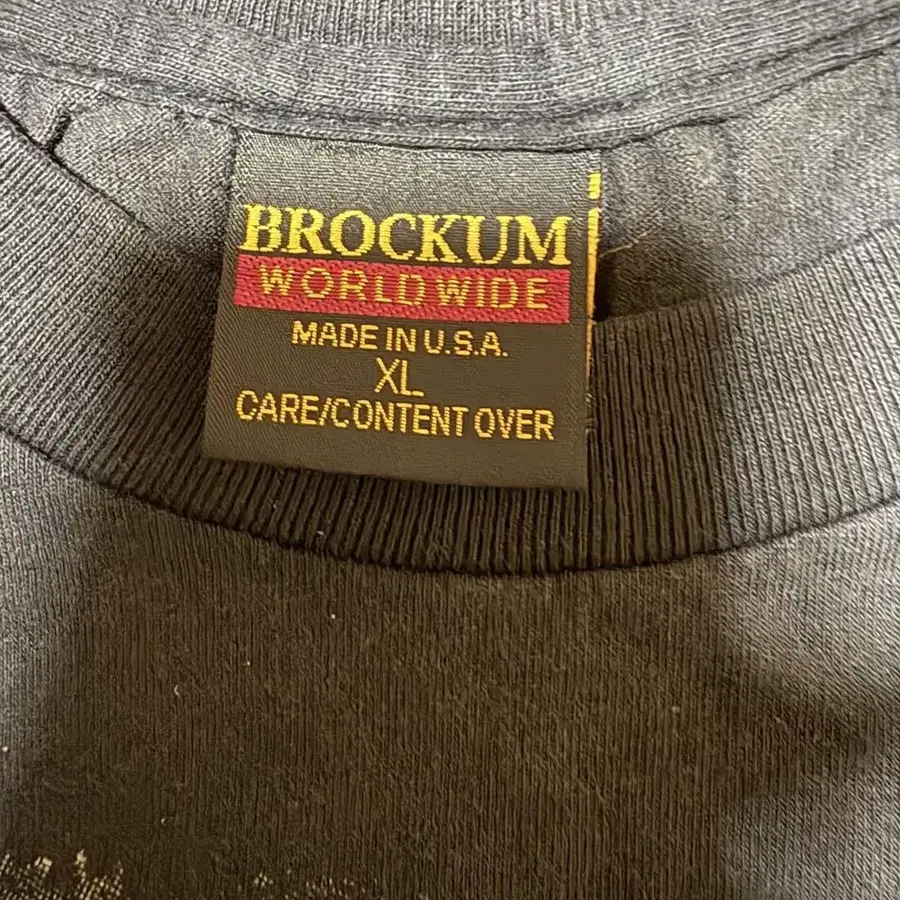 BROCKUM
WORLDWIDE
MADE IN U.S.A.
XL
CARE/CONTENT OVER